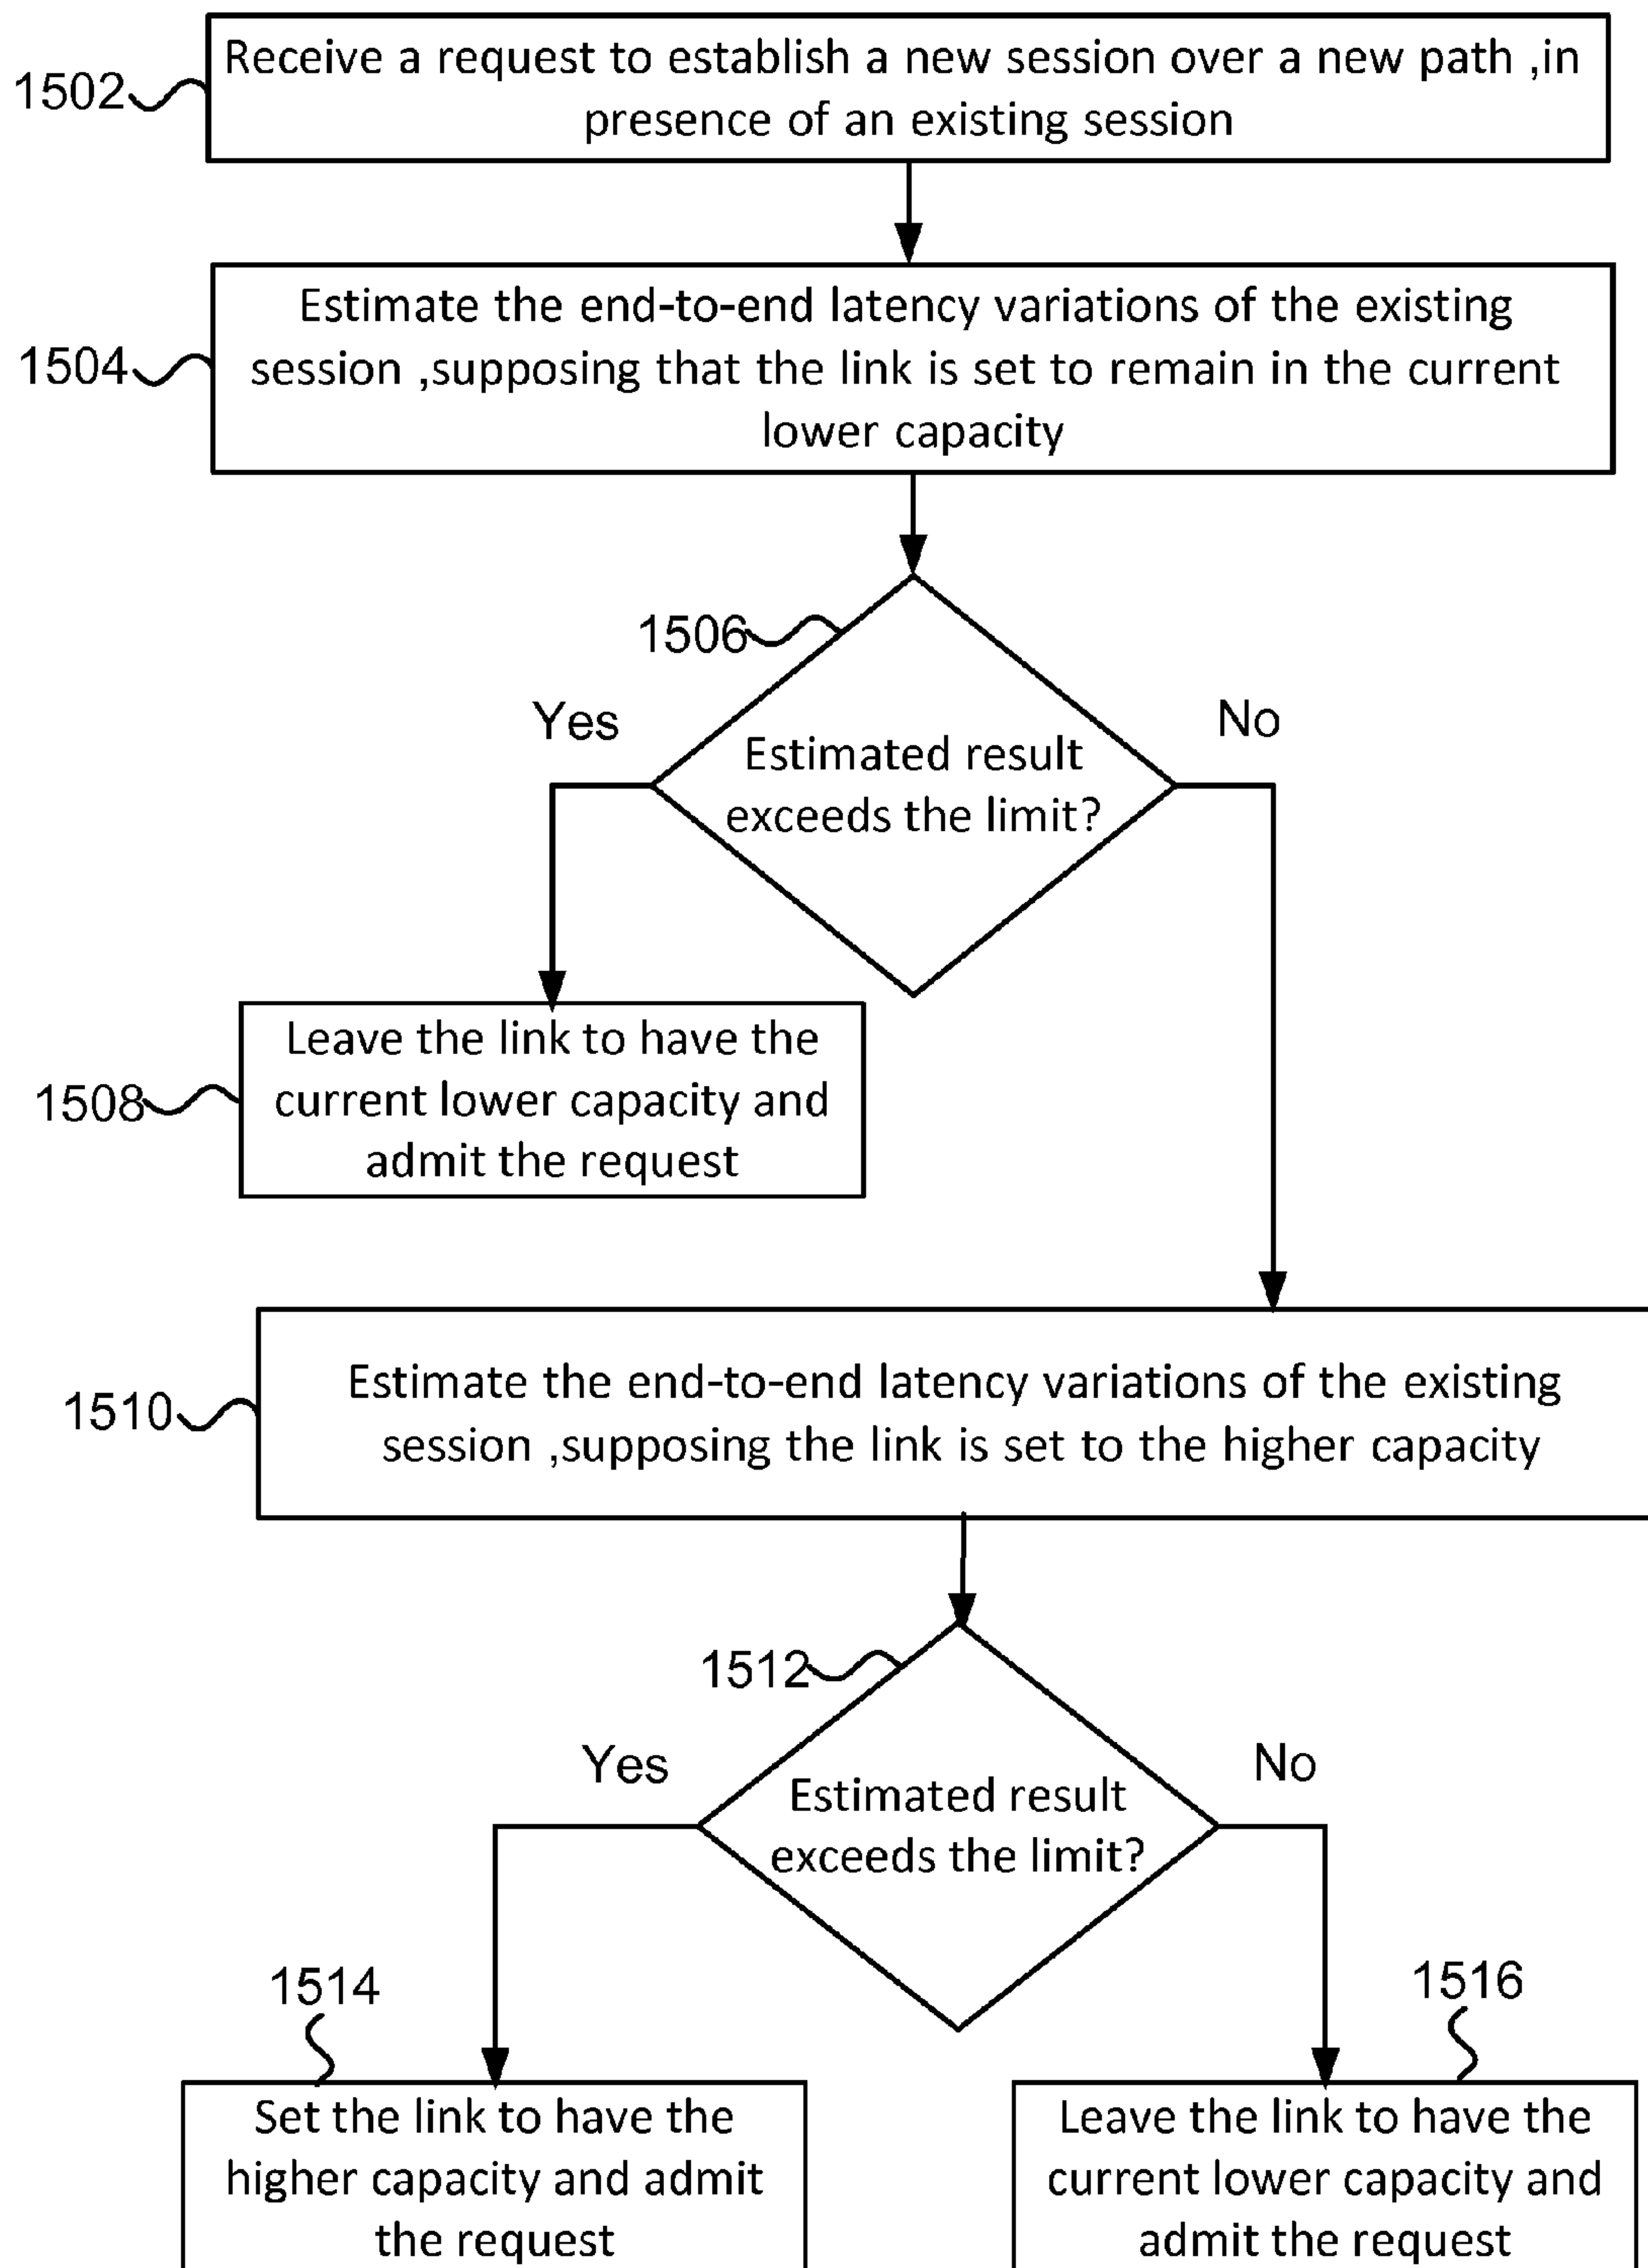 1502
Receive a request to establish a new session over a new path ,in
presence of an existing session
1504
Estimate the end-to-end latency variations of the existing
session ,supposing that the link is set to remain in the current
lower capacity
1506
Yes
No
Estimated result
exceeds the limit?
1508
Leave the link to have the
current lower capacity and
admit the request
1510
Estimate the end-to-end latency variations of the existing
session ,supposing the link is set to the higher capacity
1512
Yes
No
Estimated result
exceeds the limit?
1514
Set the link to have the
higher capacity and admit
the request
1516
Leave the link to have the
current lower capacity and
admit the request